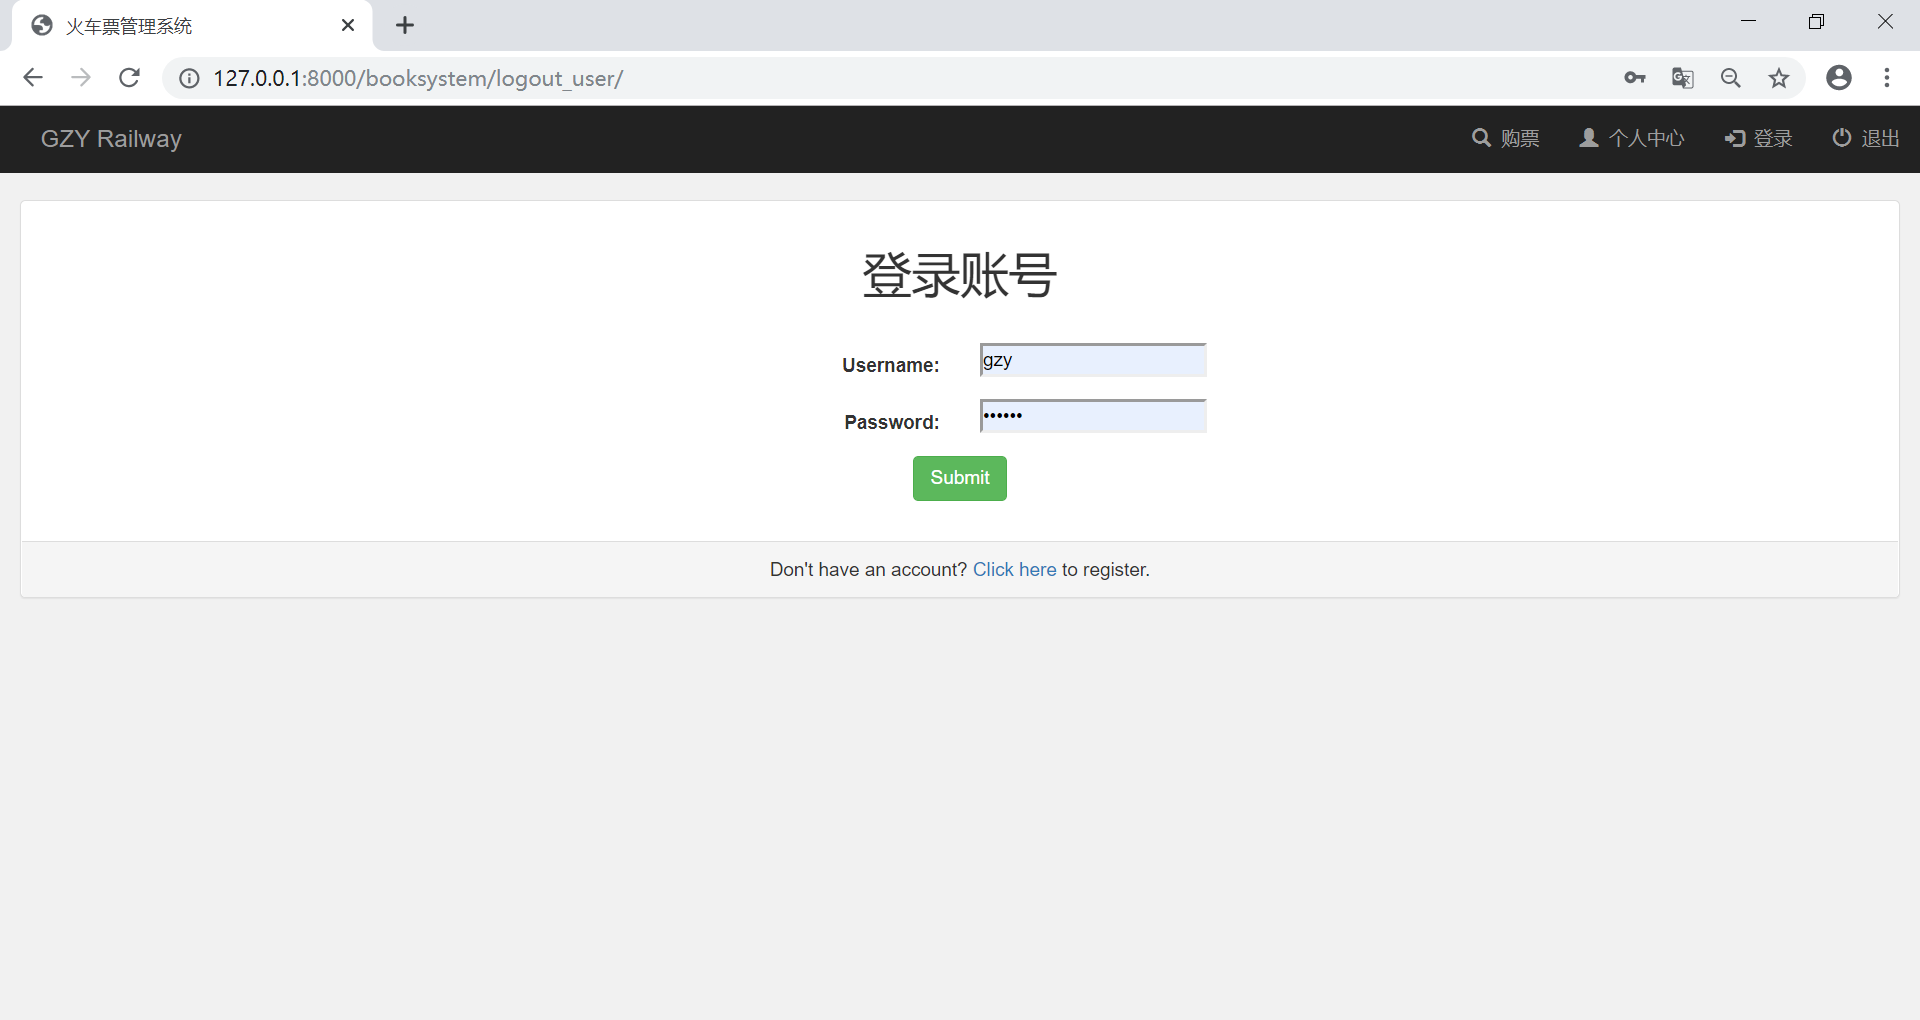 火车票管理系统
127.0.0.1:8000/booksystem/logout_user/
GZY Railway 购票 个人中心 登录 退出
登录账号
Username: gzy
Password: ••••••
Submit
Don't have an account? Click here to register.